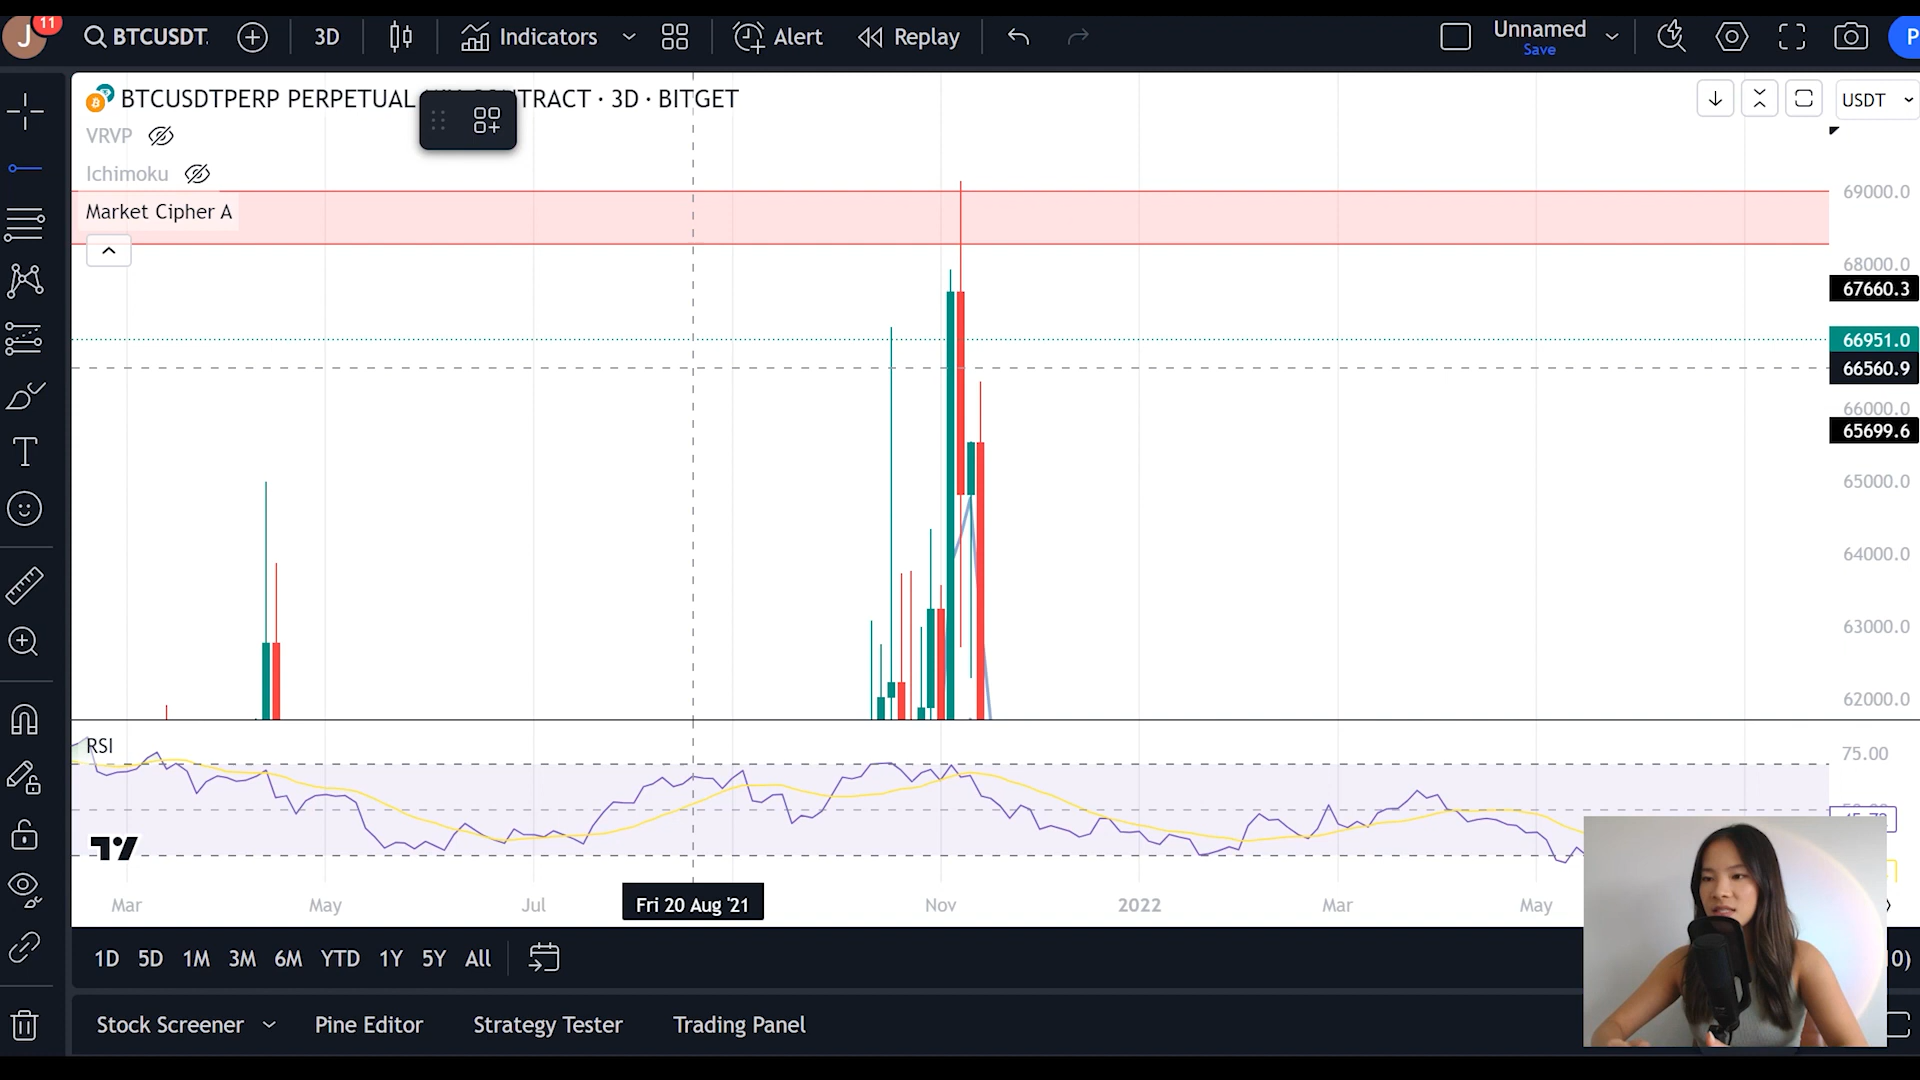 J 11 BTCUSDT. 3D Indicators Alert Replay Unnamed Save P
BTCUSDTPERP PERPETUAL TRACT · 3D · BITGET USDT
VRVP
Ichimoku
Market Cipher A
69000.0
68000.0
67660.3
66951.0
66560.9
66000.0
65699.6
65000.0
64000.0
63000.0
62000.0
RSI
75.00
Mar May Jul Fri 20 Aug '21 Nov 2022 Mar May
1D 5D 1M 3M 6M YTD 1Y 5Y All
Stock Screener Pine Editor Strategy Tester Trading Panel